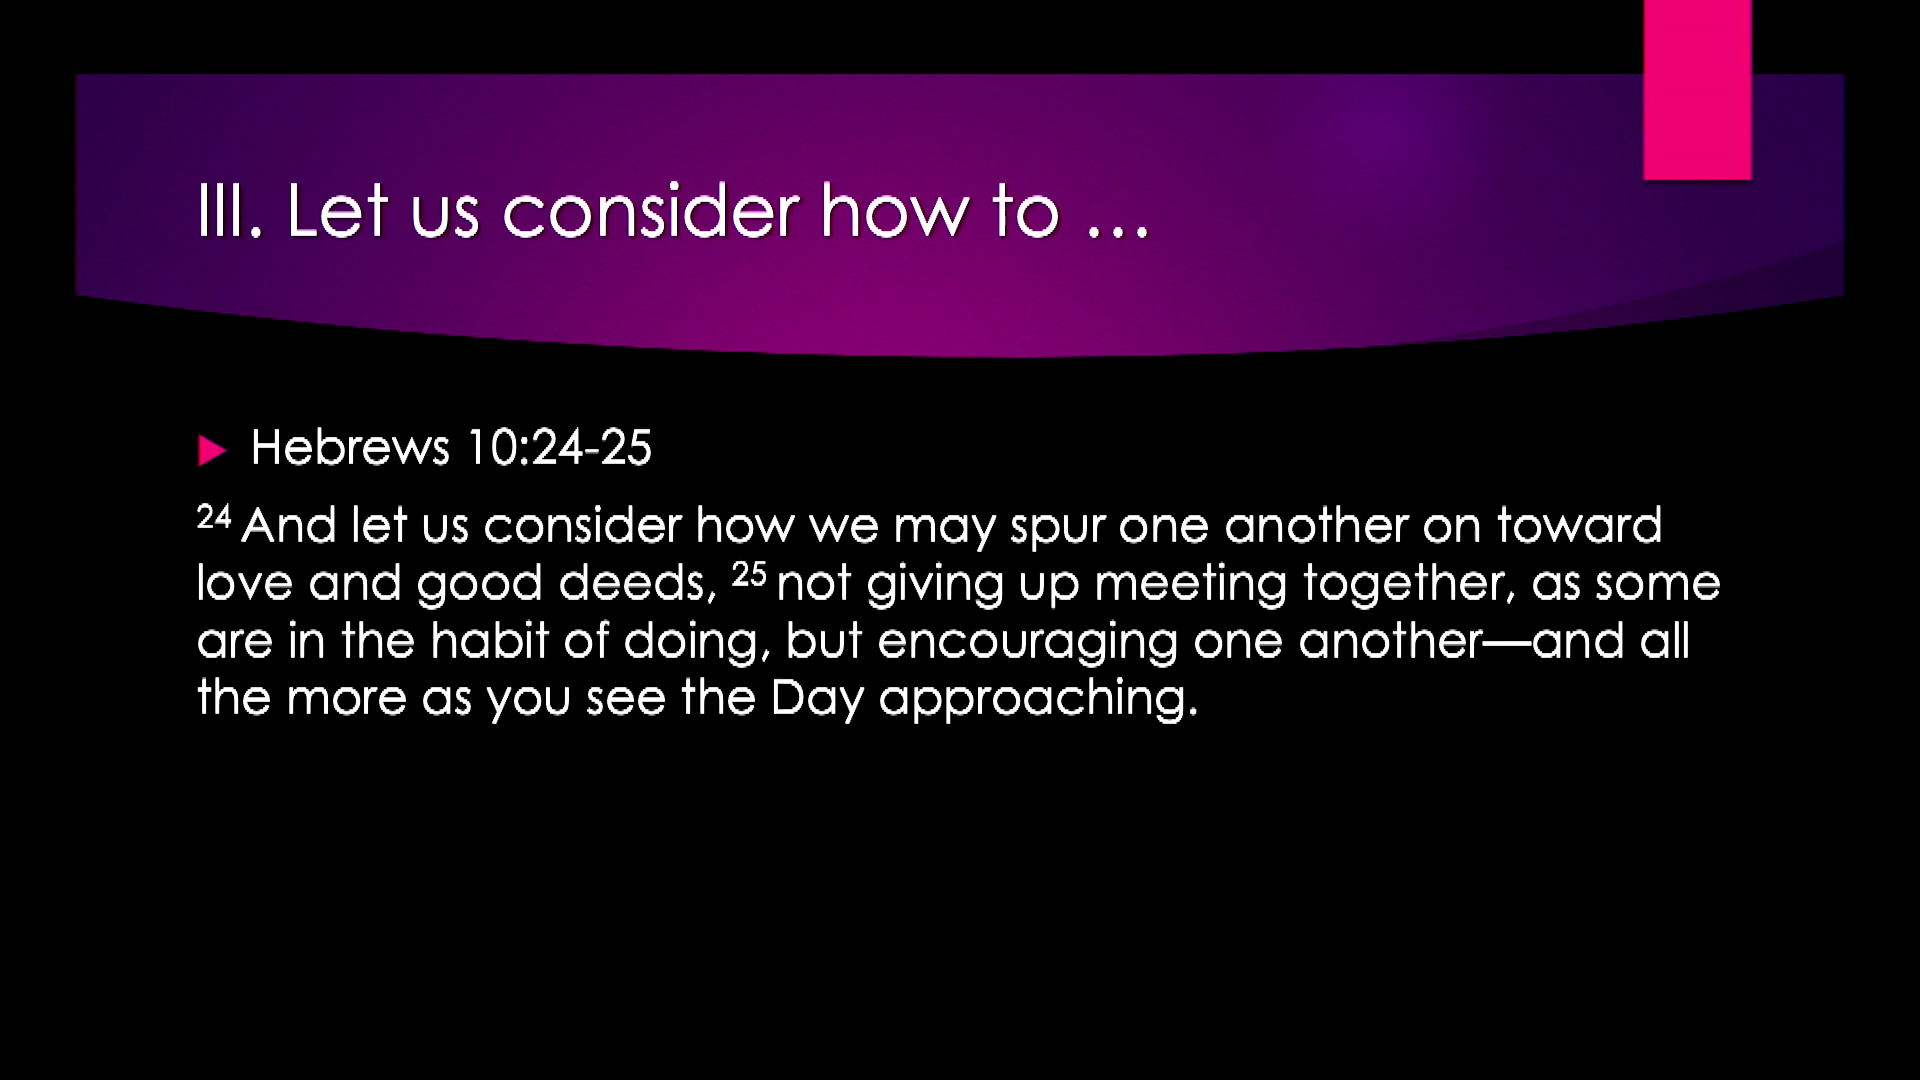 III. Let us consider how to …
Hebrews 10:24-25
24 And let us consider how we may spur one another on toward
love and good deeds, 25 not giving up meeting together, as some
are in the habit of doing, but encouraging one another—and all
the more as you see the Day approaching.